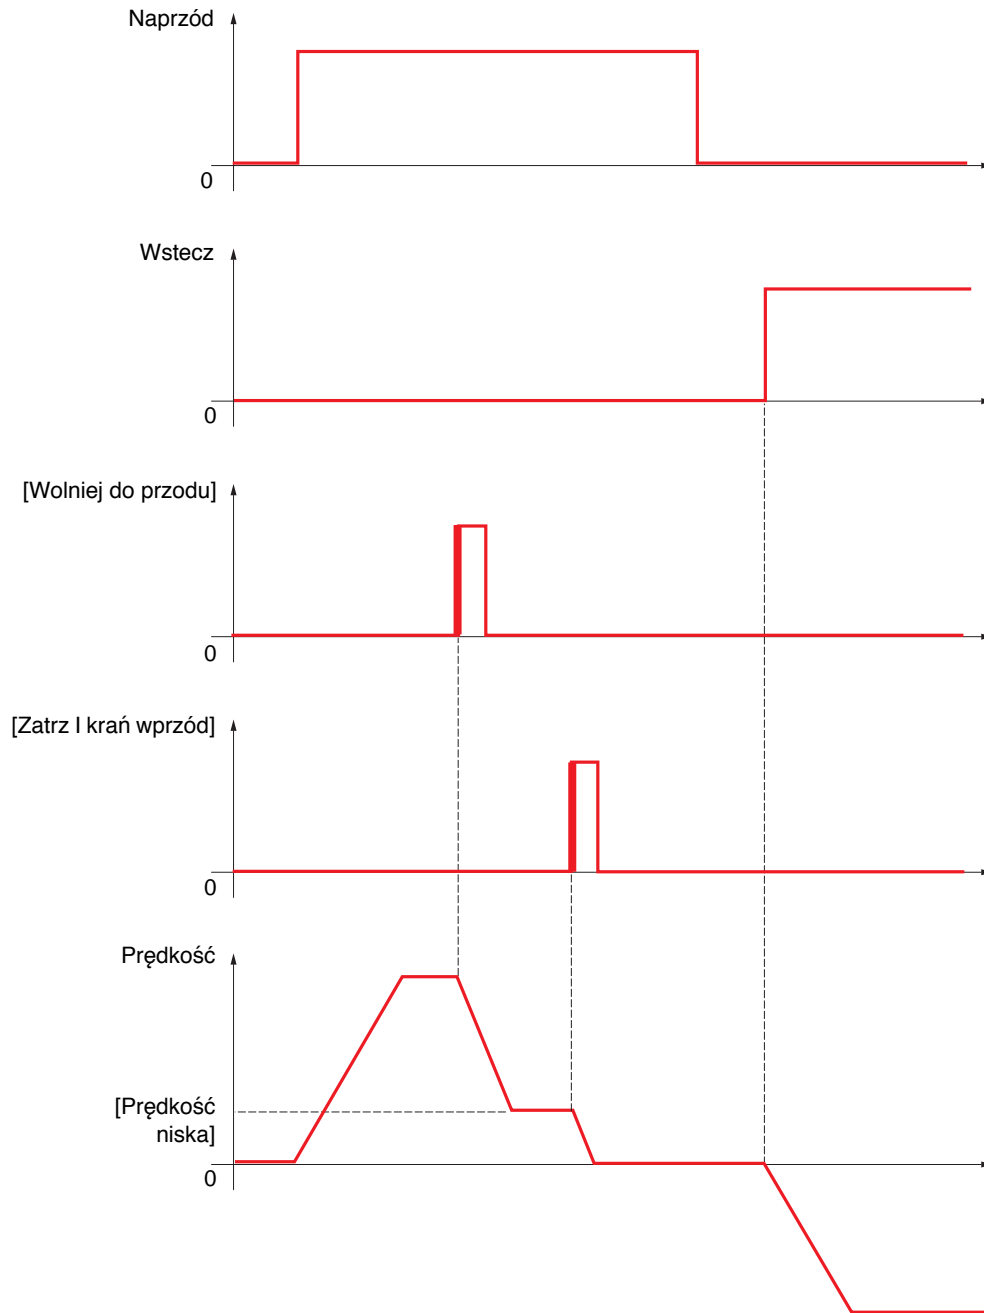 Naprzód
0
Wstecz
0
[Wolniej do przodu]
0
[Zatrz I krań wprzód]
0
Prędkość
[Prędkość
niska]
0